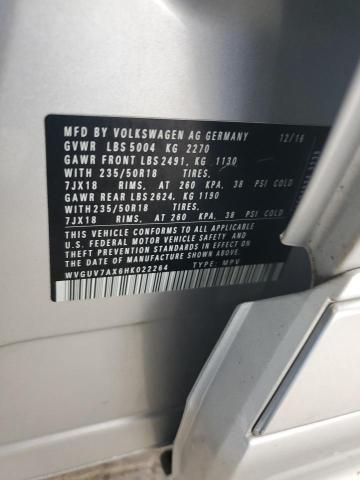 MFD BY VOLKSWAGEN AG GERMANY 12/16
GVWR LBS 5004 KG 2270
GAWR FRONT LBS 2491, KG 1130
WITH 235/50R18 TIRES,
7JX18 RIMS, AT 260 KPA, 38 PSI COLD
GAWR REAR LBS 2624, KG 1190
WITH 235/50R18 TIRES,
7JX18 RIMS, AT 260 KPA, 38 PSI COLD
THIS VEHICLE CONFORMS TO ALL APPLICABLE
FEDERAL MOTOR VEHICLE SAFETY, BUMPER, AND
THEFT PREVENTION STANDARDS IN EFFECT ON
THE DATE OF MANUFACTURE SHOWN ABOVE
WVGUV7AX6HK022264 TYPE: MPV